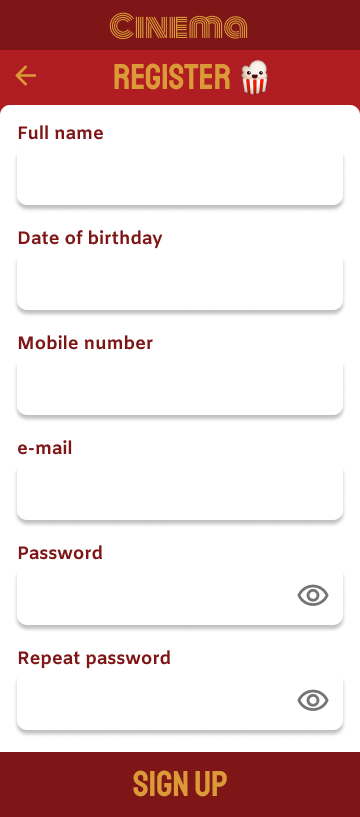 Cinema
REGISTER
Full name
Date of birthday
Mobile number
e-mail
Password
Repeat password
SIGN UP